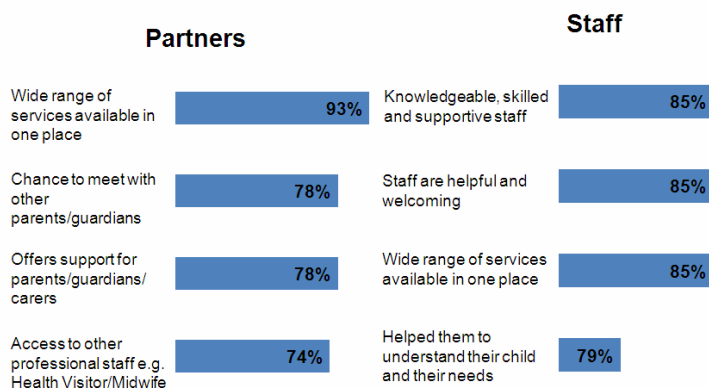 Partners
Wide range of
services available in
one place
93%
Chance to meet with
other
parents/guardians
78%
Offers support for
parents/guardians/
carers
78%
Access to other
professional staff e.g.
Health Visitor/Midwife
74%
Staff
Knowledgeable, skilled
and supportive staff
85%
Staff are helpful and
welcoming
85%
Wide range of services
available in one place
85%
Helped them to
understand their child
and their needs
79%